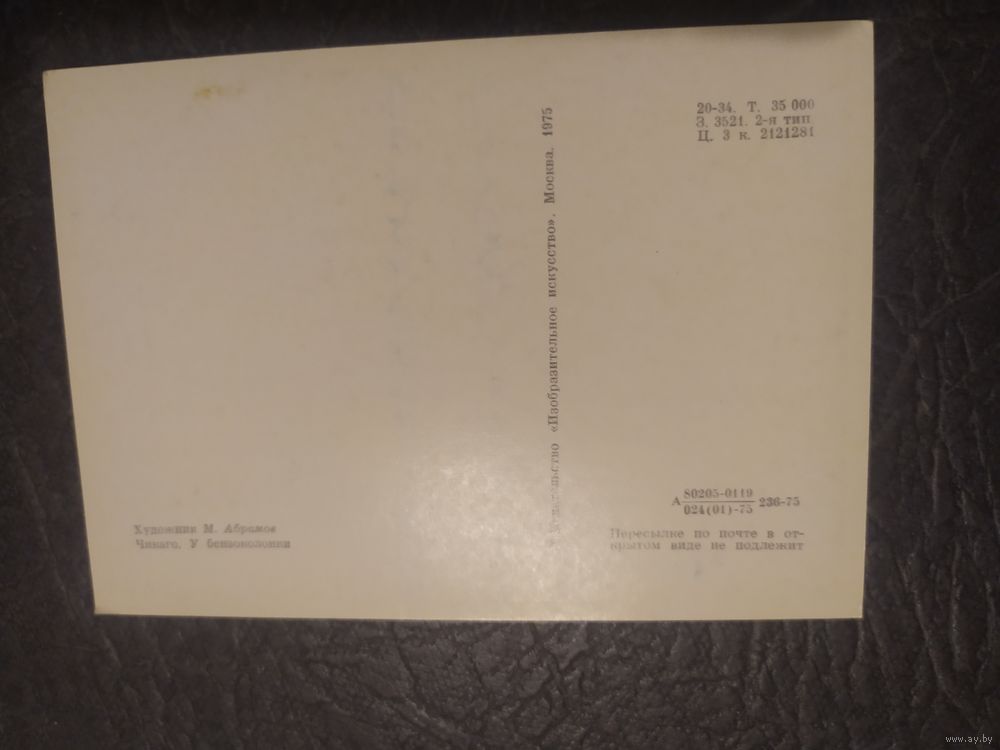 20-34. Т. 35 000
З. 3521. 2-я тип.
Ц. 3 к. 2121281
Издательство «Изобразительное искусство». Москва. 1975
А 80205-0119 236-75
024(01)-75
Пересылке по почте в от-
крытом виде не подлежит
Художник М. Абрамов
Чикаго. У бензоколонки
www.ay.by